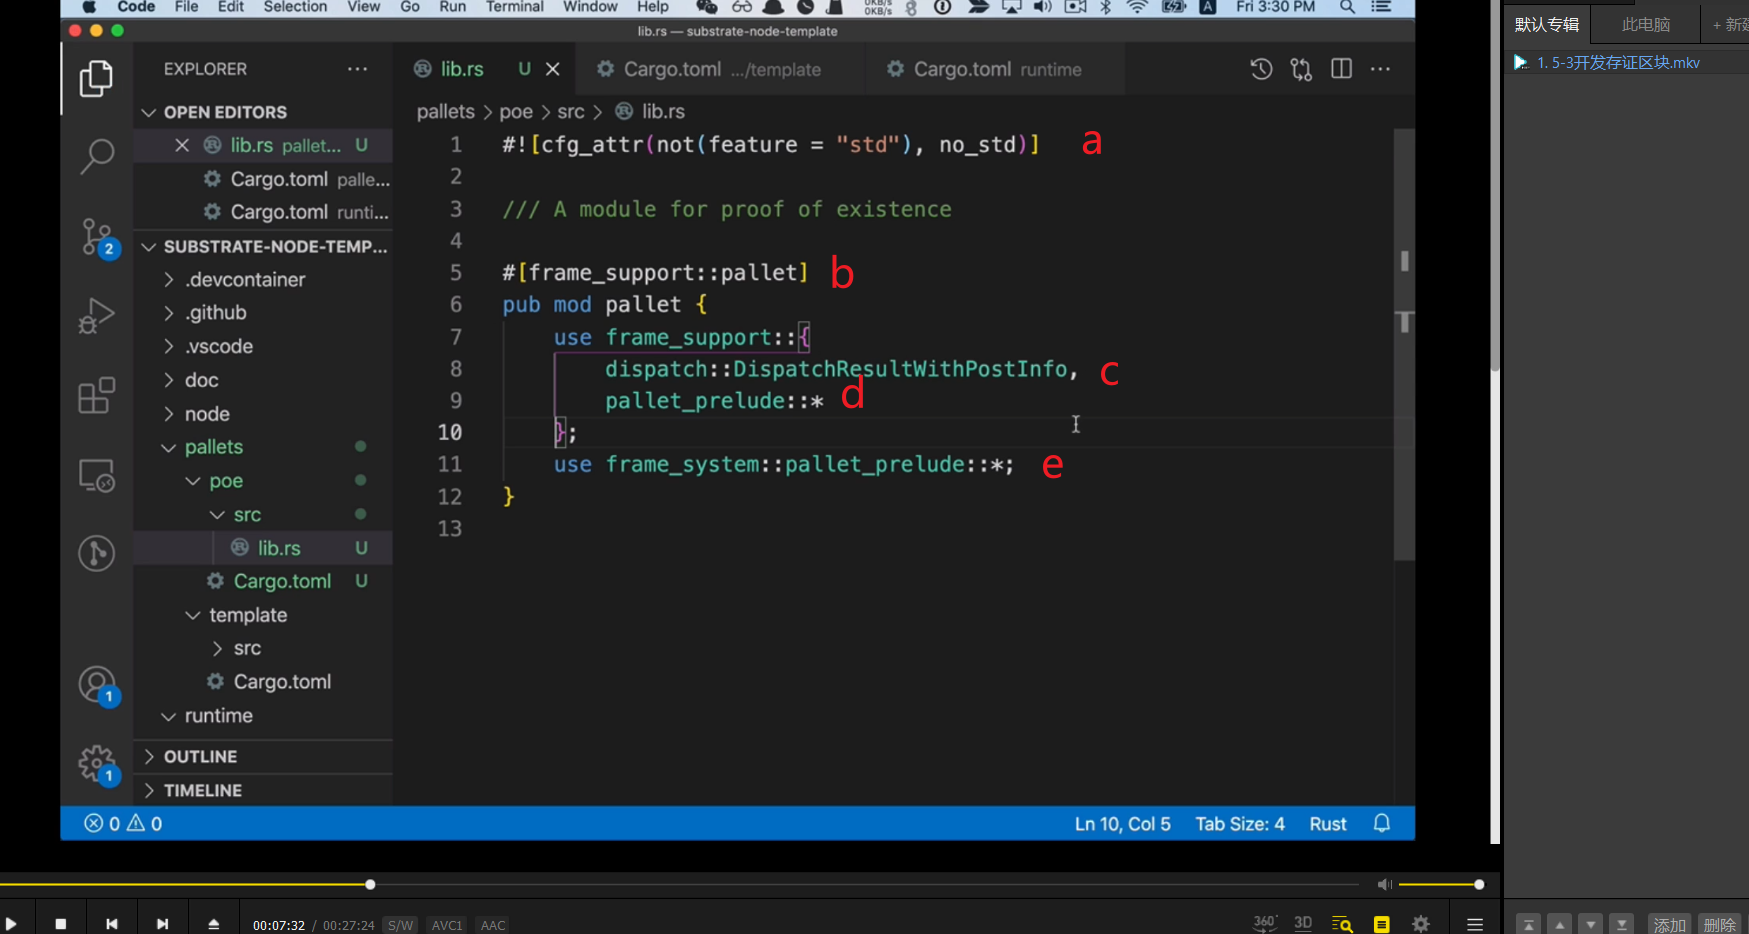 Code File Edit Selection View Go Run Terminal Window Help 0KB/s 0KB/s A Fri 3:30 PM
lib.rs — substrate-node-template
默认专辑 此电脑 + 新建
1. 5-3开发存证区块.mkv
EXPLORER ···
lib.rs U Cargo.toml .../template Cargo.toml runtime ···
OPEN EDITORS
lib.rs pallet... U
Cargo.toml palle...
Cargo.toml runti...
SUBSTRATE-NODE-TEMP...
.devcontainer
.github
.vscode
doc
node
pallets
poe
src
lib.rs U
Cargo.toml U
template
src
Cargo.toml
runtime
OUTLINE
TIMELINE
2
1
1
pallets > poe > src > lib.rs
1 #![cfg_attr(not(feature = "std"), no_std)] a
2
3 /// A module for proof of existence
4
5 #[frame_support::pallet] b
6 pub mod pallet {
7 use frame_support::{
8 dispatch::DispatchResultWithPostInfo, c
9 pallet_prelude::* d
10 };
11 use frame_system::pallet_prelude::*; e
12 }
13
0 0 Ln 10, Col 5 Tab Size: 4 Rust
00:07:32 / 00:27:24 S/W AVC1 AAC 360° 3D
添加 删除